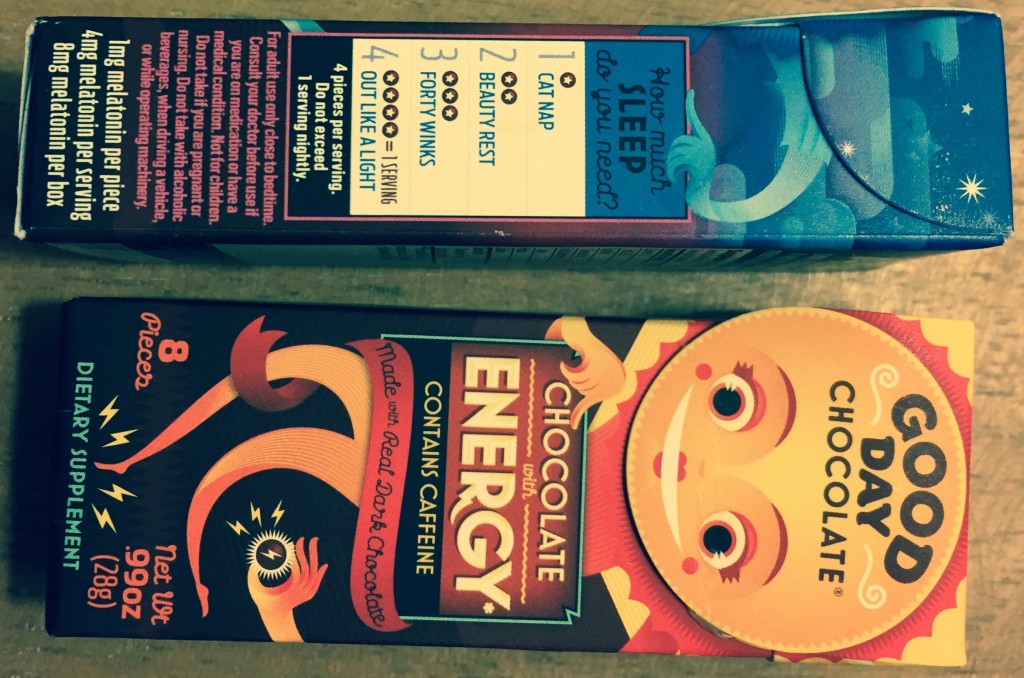 How much
SLEEP
do you need?
1 CAT NAP
2 BEAUTY REST
3 FORTY WINKS
4 OUT LIKE A LIGHT = 1 SERVING
4 pieces per serving.
Do not exceed
1 serving nightly.
For adult use only close to bedtime.
Consult your doctor before use if
you are on medication or have a
medical condition. Not for children.
Do not take if you are pregnant or
nursing. Do not take with alcoholic
beverages, when driving a vehicle,
or while operating machinery.
1mg melatonin per piece
4mg melatonin per serving
8mg melatonin per box
GOOD
DAY
CHOCOLATE®
CHOCOLATE
with
ENERGY*
CONTAINS CAFFEINE
Made with Real Dark Chocolate
8
Pieces
Net Wt
.99oz
(28g)
DIETARY SUPPLEMENT